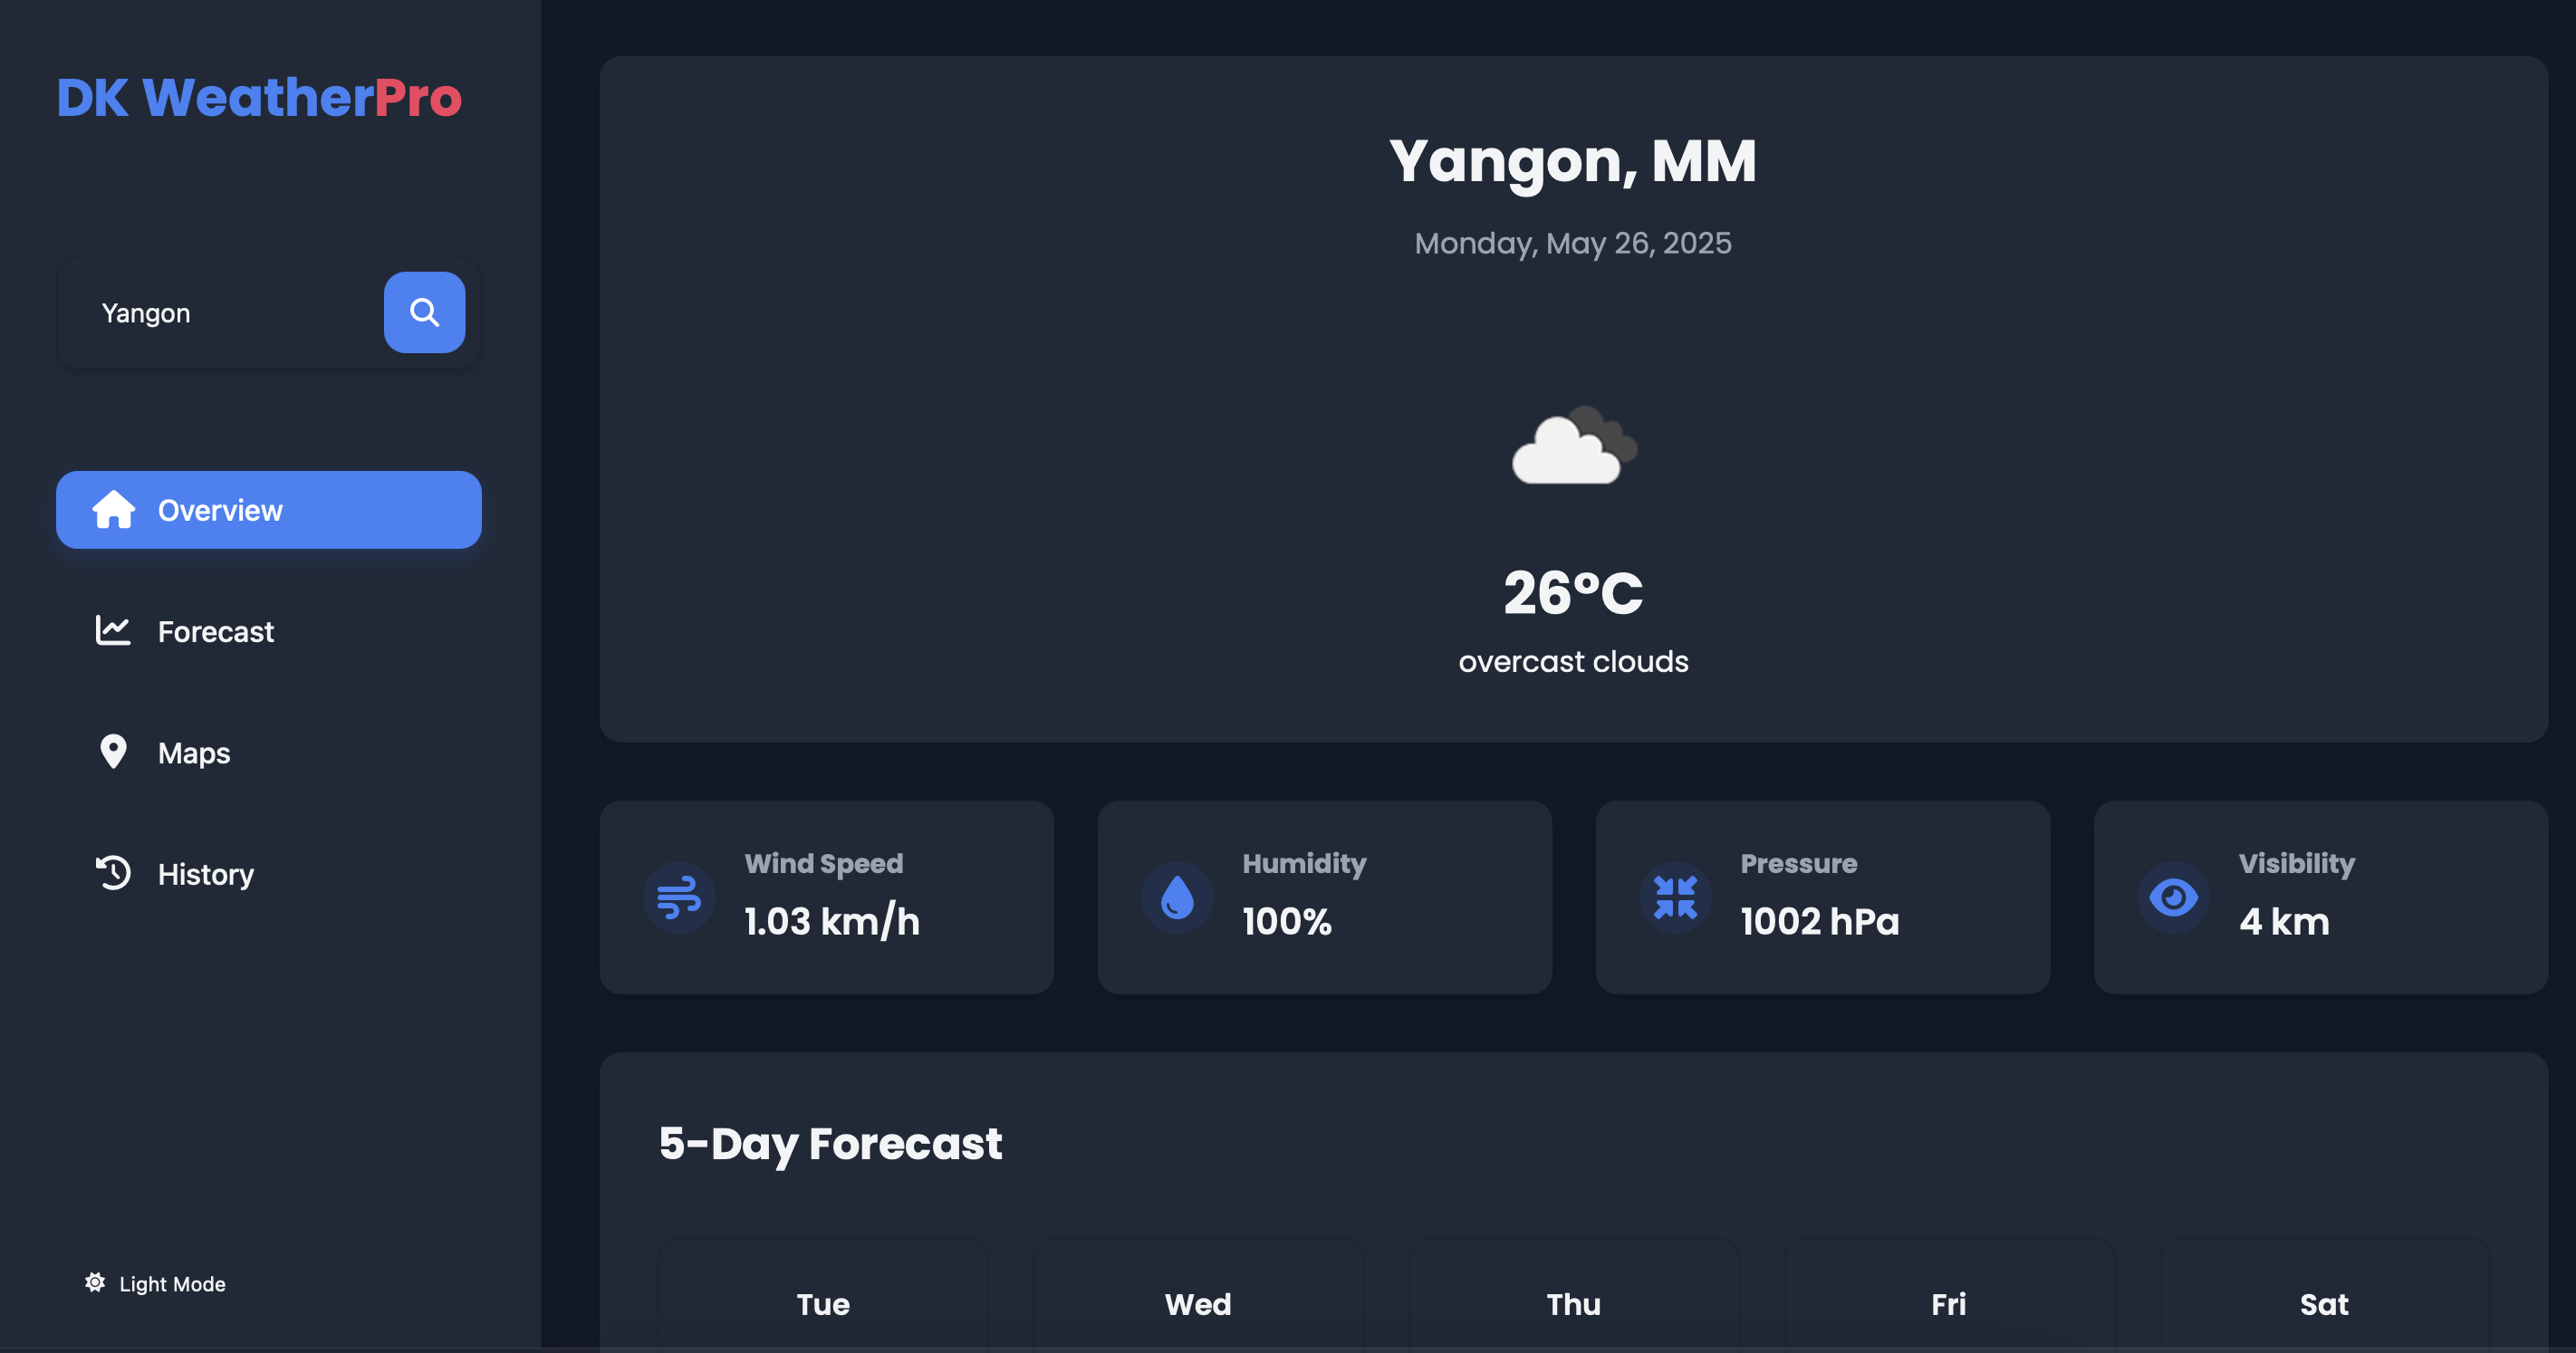 DK WeatherPro
Yangon
Overview
Forecast
Maps
History
Light Mode
Yangon, MM
Monday, May 26, 2025
26°C
overcast clouds
Wind Speed
1.03 km/h
Humidity
100%
Pressure
1002 hPa
Visibility
4 km
5-Day Forecast
Tue
Wed
Thu
Fri
Sat